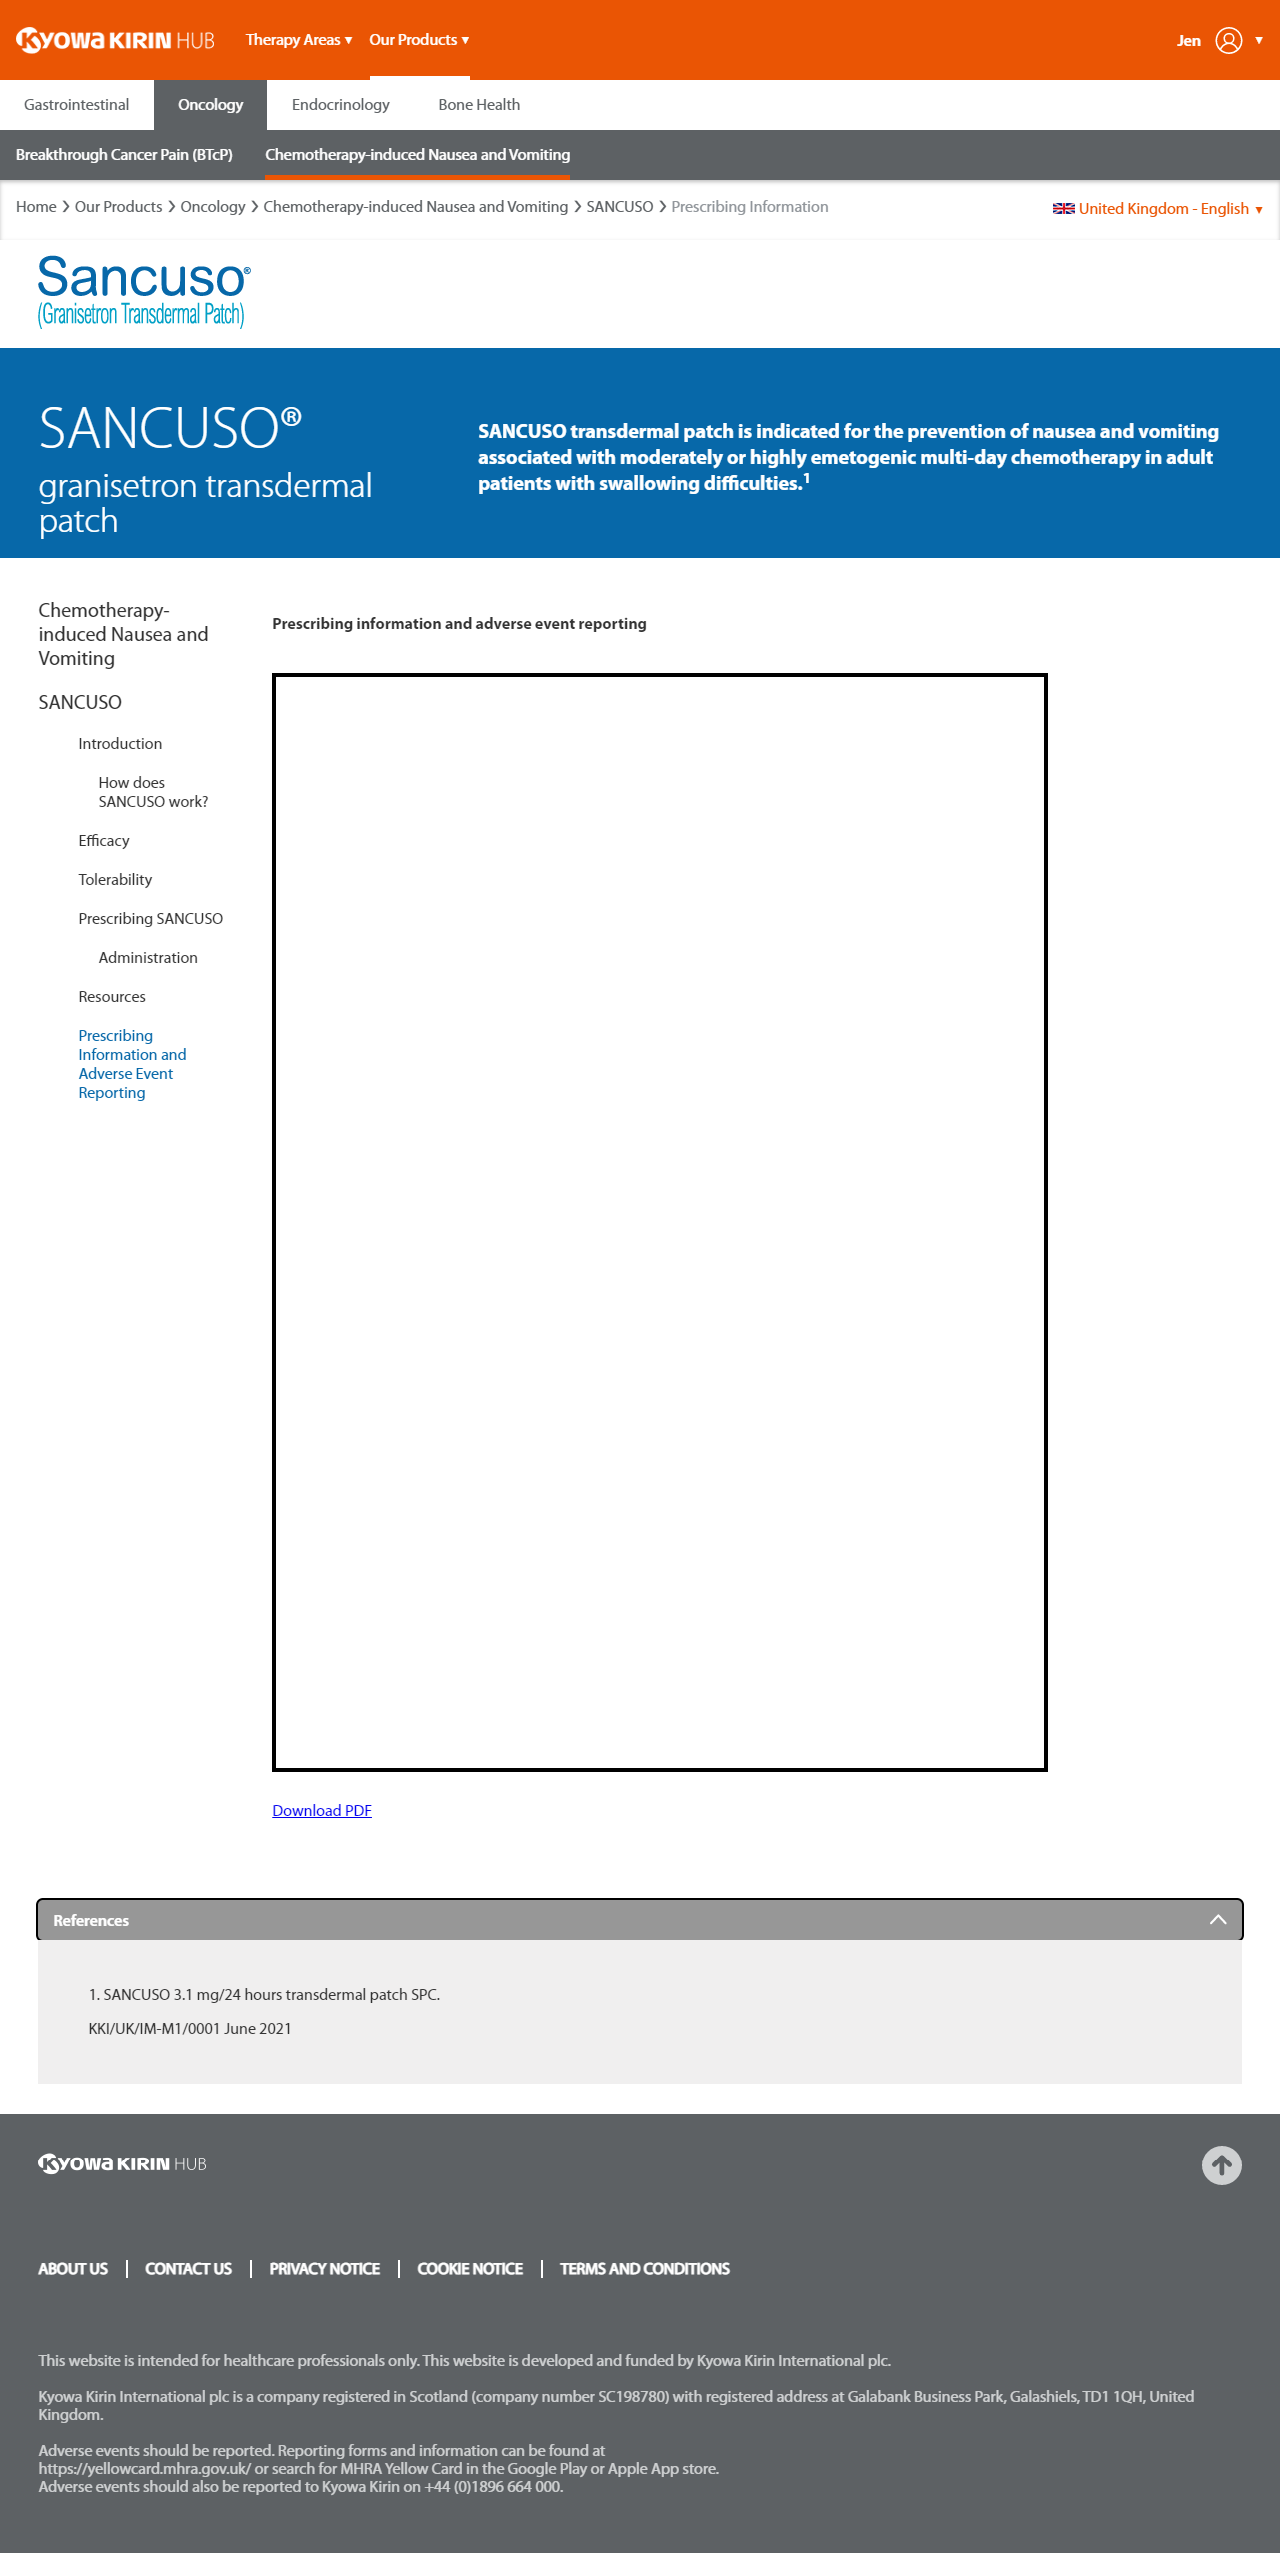 KYOWA KIRIN HUB Therapy Areas ▼ Our Products ▼ Jen ▼
Gastrointestinal Oncology Endocrinology Bone Health
Breakthrough Cancer Pain (BTcP) Chemotherapy-induced Nausea and Vomiting
Home > Our Products > Oncology > Chemotherapy-induced Nausea and Vomiting > SANCUSO > Prescribing Information
United Kingdom - English ▼
Sancuso®
(Granisetron Transdermal Patch)
SANCUSO®
granisetron transdermal
patch
SANCUSO transdermal patch is indicated for the prevention of nausea and vomiting
associated with moderately or highly emetogenic multi-day chemotherapy in adult
patients with swallowing difficulties.1
Chemotherapy-
induced Nausea and
Vomiting
SANCUSO
Introduction
How does
SANCUSO work?
Efficacy
Tolerability
Prescribing SANCUSO
Administration
Resources
Prescribing
Information and
Adverse Event
Reporting
Prescribing information and adverse event reporting
Download PDF
References
1. SANCUSO 3.1 mg/24 hours transdermal patch SPC.
KKI/UK/IM-M1/0001 June 2021
KYOWA KIRIN HUB
ABOUT US | CONTACT US | PRIVACY NOTICE | COOKIE NOTICE | TERMS AND CONDITIONS
This website is intended for healthcare professionals only. This website is developed and funded by Kyowa Kirin International plc.
Kyowa Kirin International plc is a company registered in Scotland (company number SC198780) with registered address at Galabank Business Park, Galashiels, TD1 1QH, United
Kingdom.
Adverse events should be reported. Reporting forms and information can be found at
https://yellowcard.mhra.gov.uk/ or search for MHRA Yellow Card in the Google Play or Apple App store.
Adverse events should also be reported to Kyowa Kirin on +44 (0)1896 664 000.